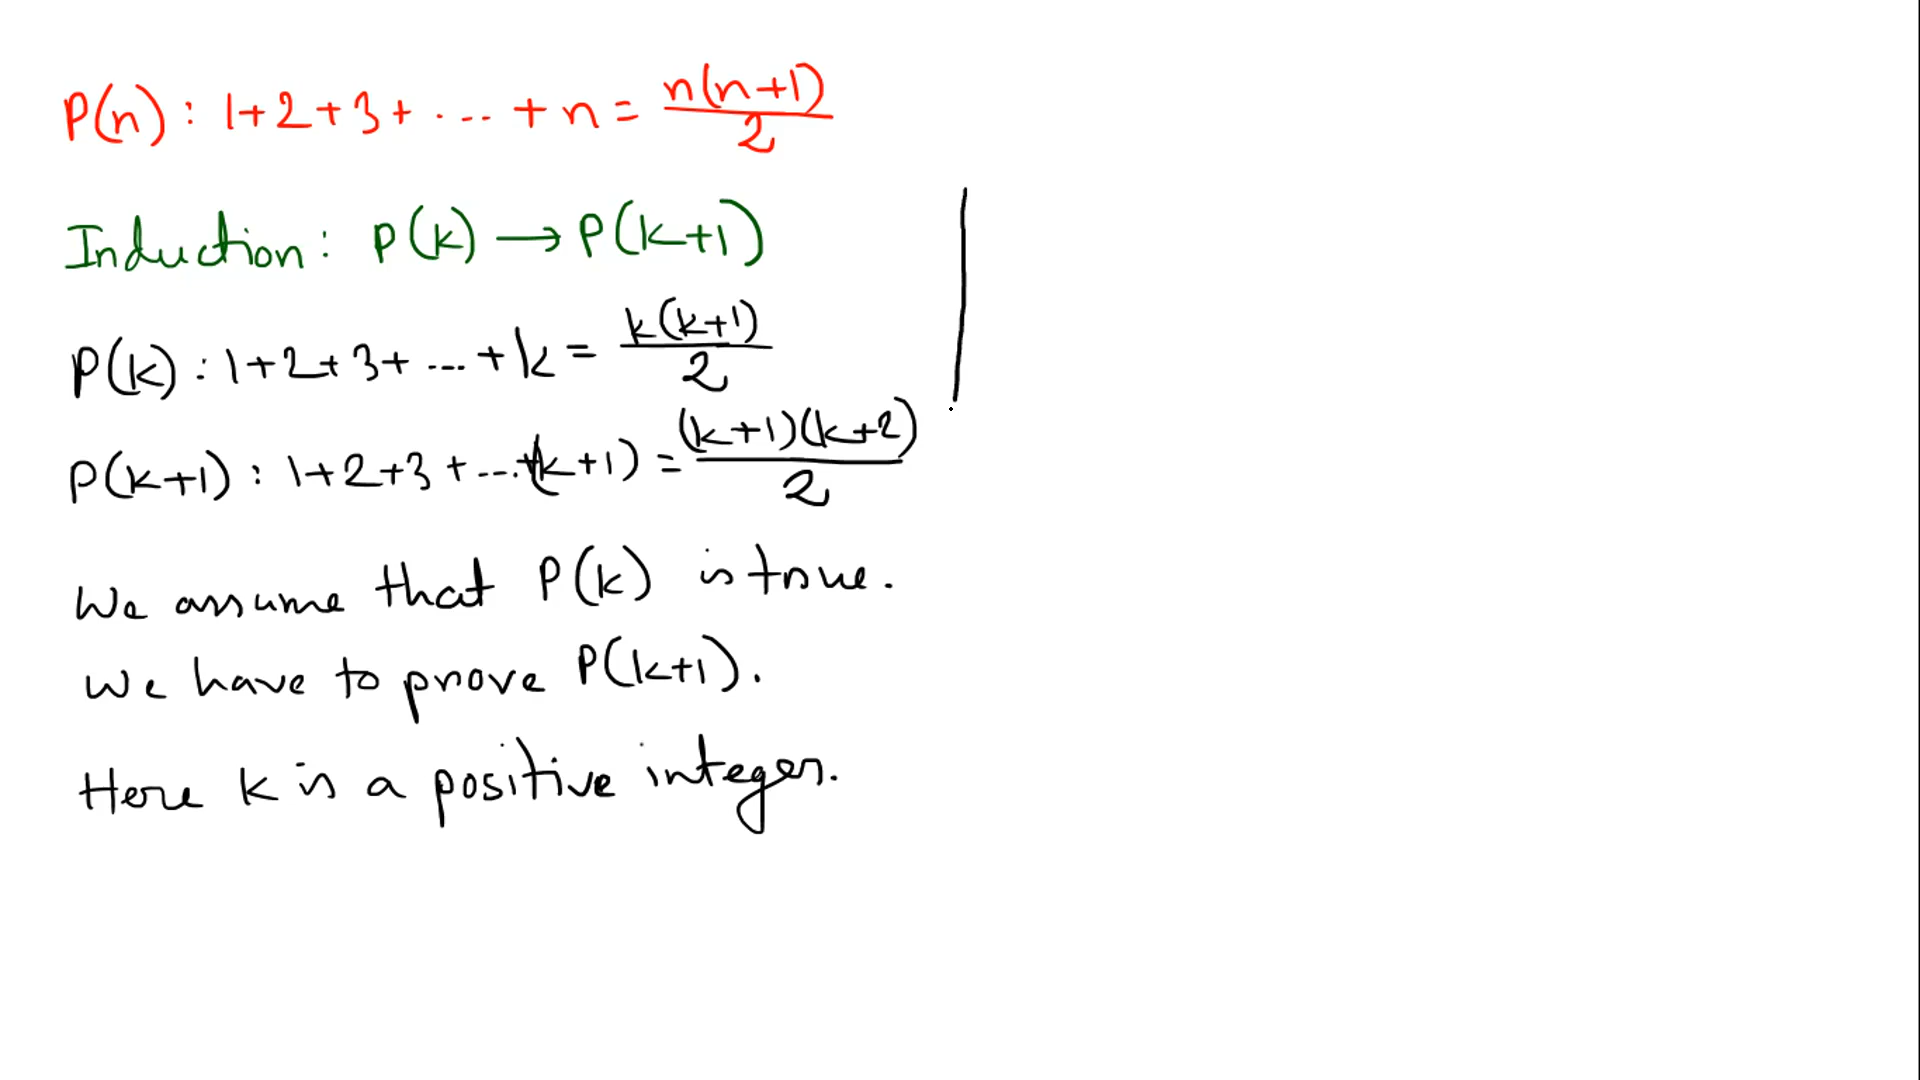 P(n) : 1+2+3+ ... +n = n(n+1)/2
Induction: P(k) → P(k+1)
P(k) : 1+2+3+ ... +k = k(k+1)/2
P(k+1) : 1+2+3+...+(k+1) = (k+1)(k+2)/2
We assume that P(k) is true.
We have to prove P(k+1).
Here k is a positive integer.